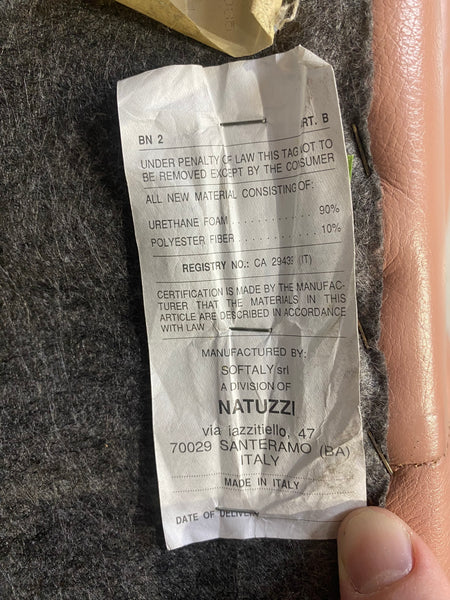 BN 2 RT. B
UNDER PENALTY OF LAW THIS TAG NOT TO
BE REMOVED EXCEPT BY THE CONSUMER
ALL NEW MATERIAL CONSISTING OF:
URETHANE FOAM . . . . . . . . . . . . . 90%
POLYESTER FIBER . . . . . . . . . . . . 10%
REGISTRY NO.: CA 29439 (IT)
CERTIFICATION IS MADE BY THE MANUFAC-
TURER THAT THE MATERIALS IN THIS
ARTICLE ARE DESCRIBED IN ACCORDANCE
WITH LAW
MANUFACTURED BY:
SOFTALY srl
A DIVISION OF
NATUZZI
via iazzitiello, 47
70029 SANTERAMO (BA)
ITALY
MADE IN ITALY
DATE OF DELIVERY